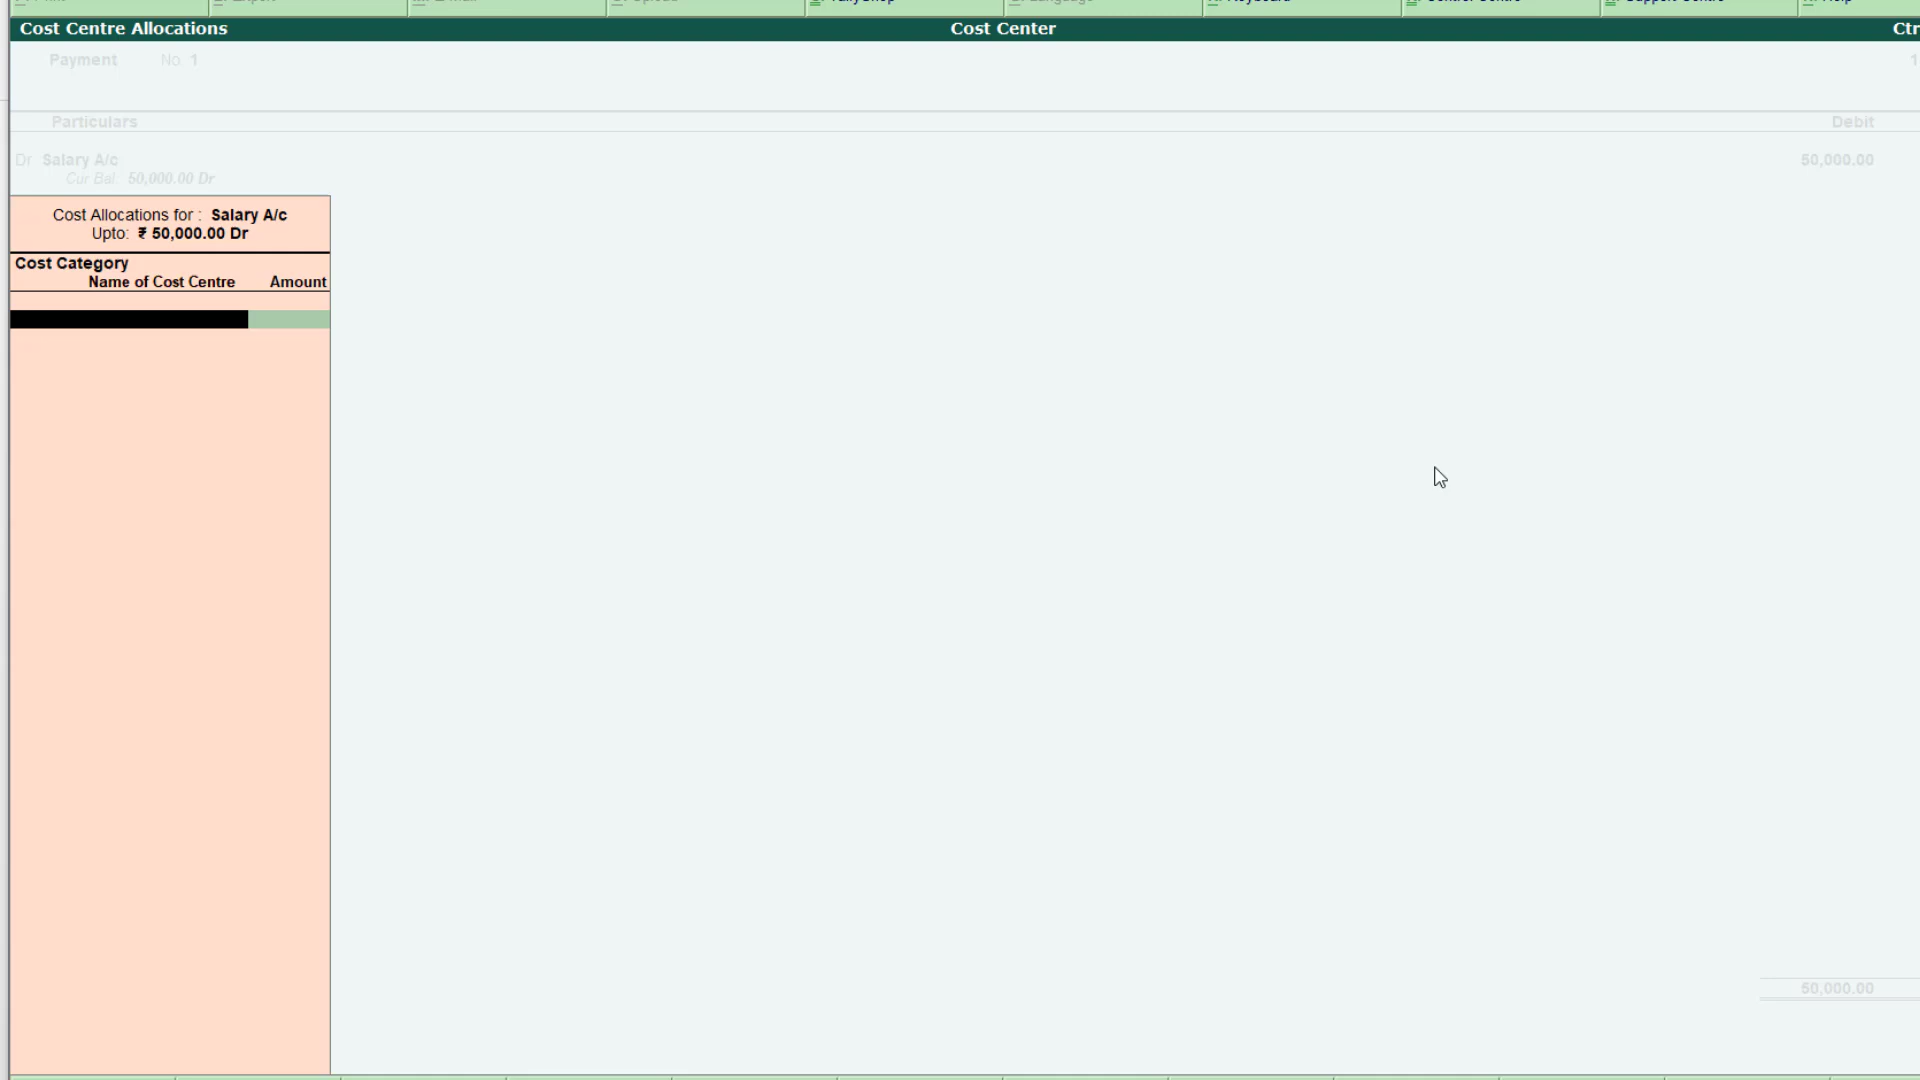 Cost Centre Allocations Cost Center Ctr
Payment No. 1 1
Particulars Debit
Dr Salary A/c 50,000.00
Cur Bal: 50,000.00 Dr
Cost Allocations for : Salary A/c
Upto: ₹ 50,000.00 Dr
Cost Category
Name of Cost Centre Amount
50,000.00